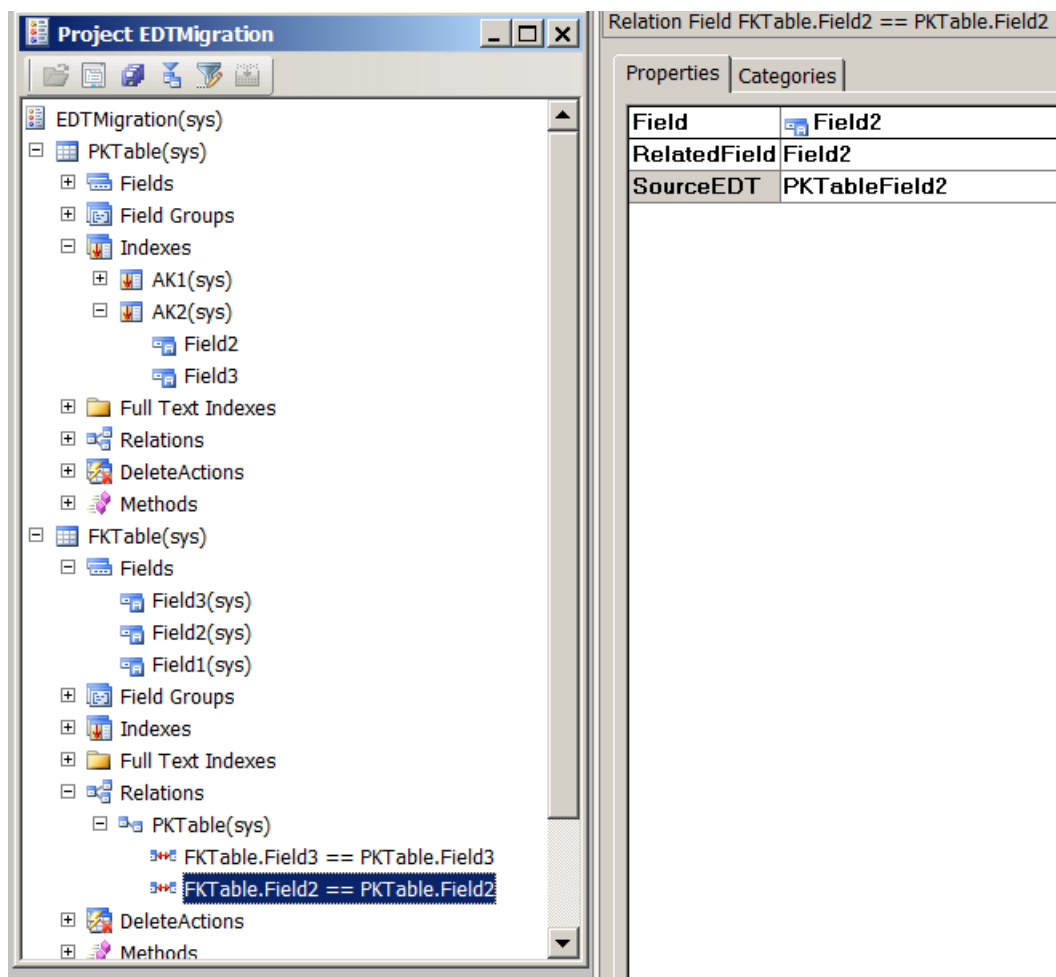 Project EDTMigration
EDTMigration(sys)
PKTable(sys)
Fields
Field Groups
Indexes
AK1(sys)
AK2(sys)
Field2
Field3
Full Text Indexes
Relations
DeleteActions
Methods
FKTable(sys)
Fields
Field3(sys)
Field2(sys)
Field1(sys)
Field Groups
Indexes
Full Text Indexes
Relations
PKTable(sys)
FKTable.Field3 == PKTable.Field3
FKTable.Field2 == PKTable.Field2
DeleteActions
Methods
Relation Field FKTable.Field2 == PKTable.Field2
Properties Categories
Field Field2
RelatedField Field2
SourceEDT PKTableField2